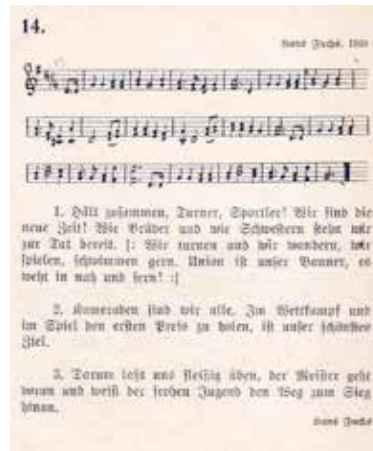 14.
Hans Fuchs. 19
1. Hält zusammen, Turner, Sportler! Wir sind die
neue Zeit! Wie Brüder und wie Schwestern stehn wir
zur Tat bereit. |: Wir turnen und wir wandern, wir
spielen, schwimmen gern. Union ist unser Banner, es
weht in nah und fern! :|
2. Kameraden sind wir alle. Im Wettkampf und
im Spiel den ersten Preis zu holen, ist unser schönstes
Ziel.
3. Darum laßt uns fleißig üben, der Meister geht
voran und weist der frohen Jugend den Weg zum Sieg
hinan.
Hans Fuchs